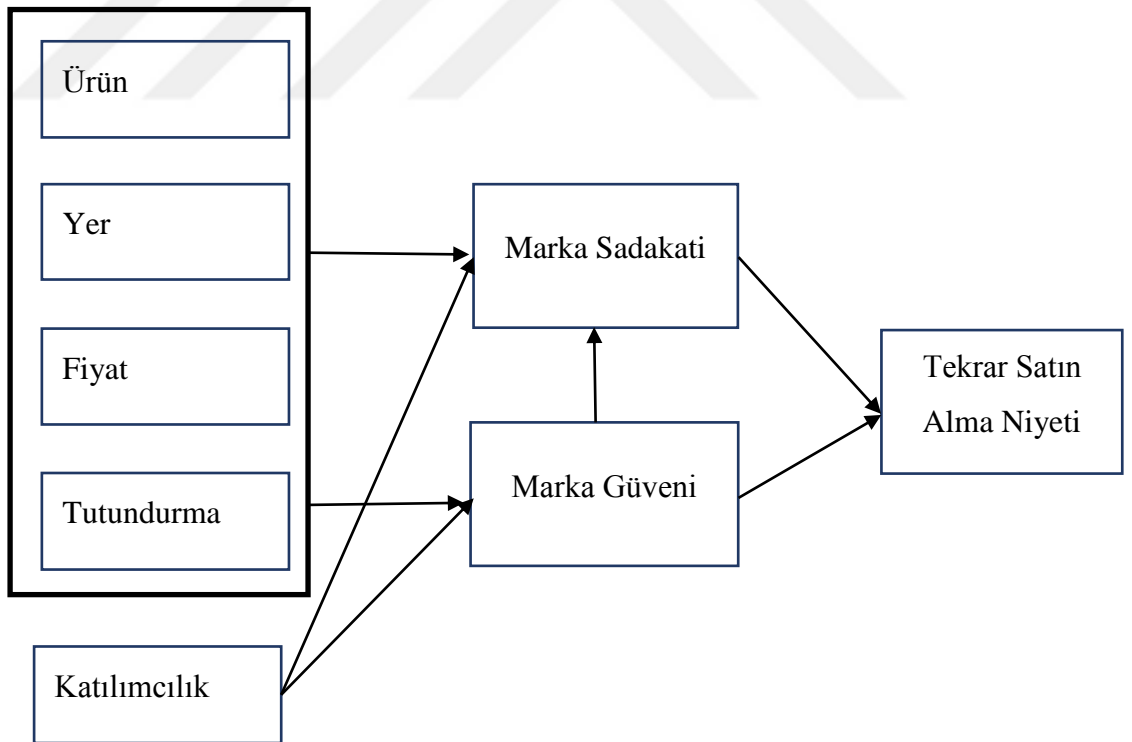 Ürün
Yer
Fiyat
Tutundurma
Katılımcılık
Marka Sadakati
Marka Güveni
Tekrar Satın
Alma Niyeti